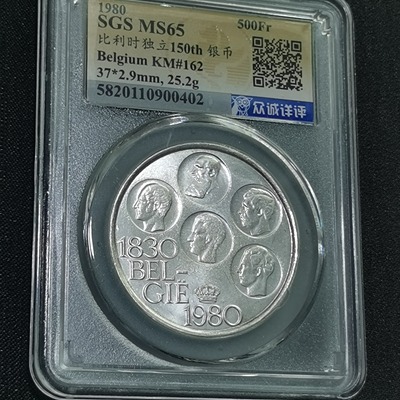 1980
SGS MS65 500Fr
比利时独立150th 银币
Belgium KM#162
37*2.9mm, 25.2g
5820110900402
众诚详评
1830
BEL-
GIË
1980